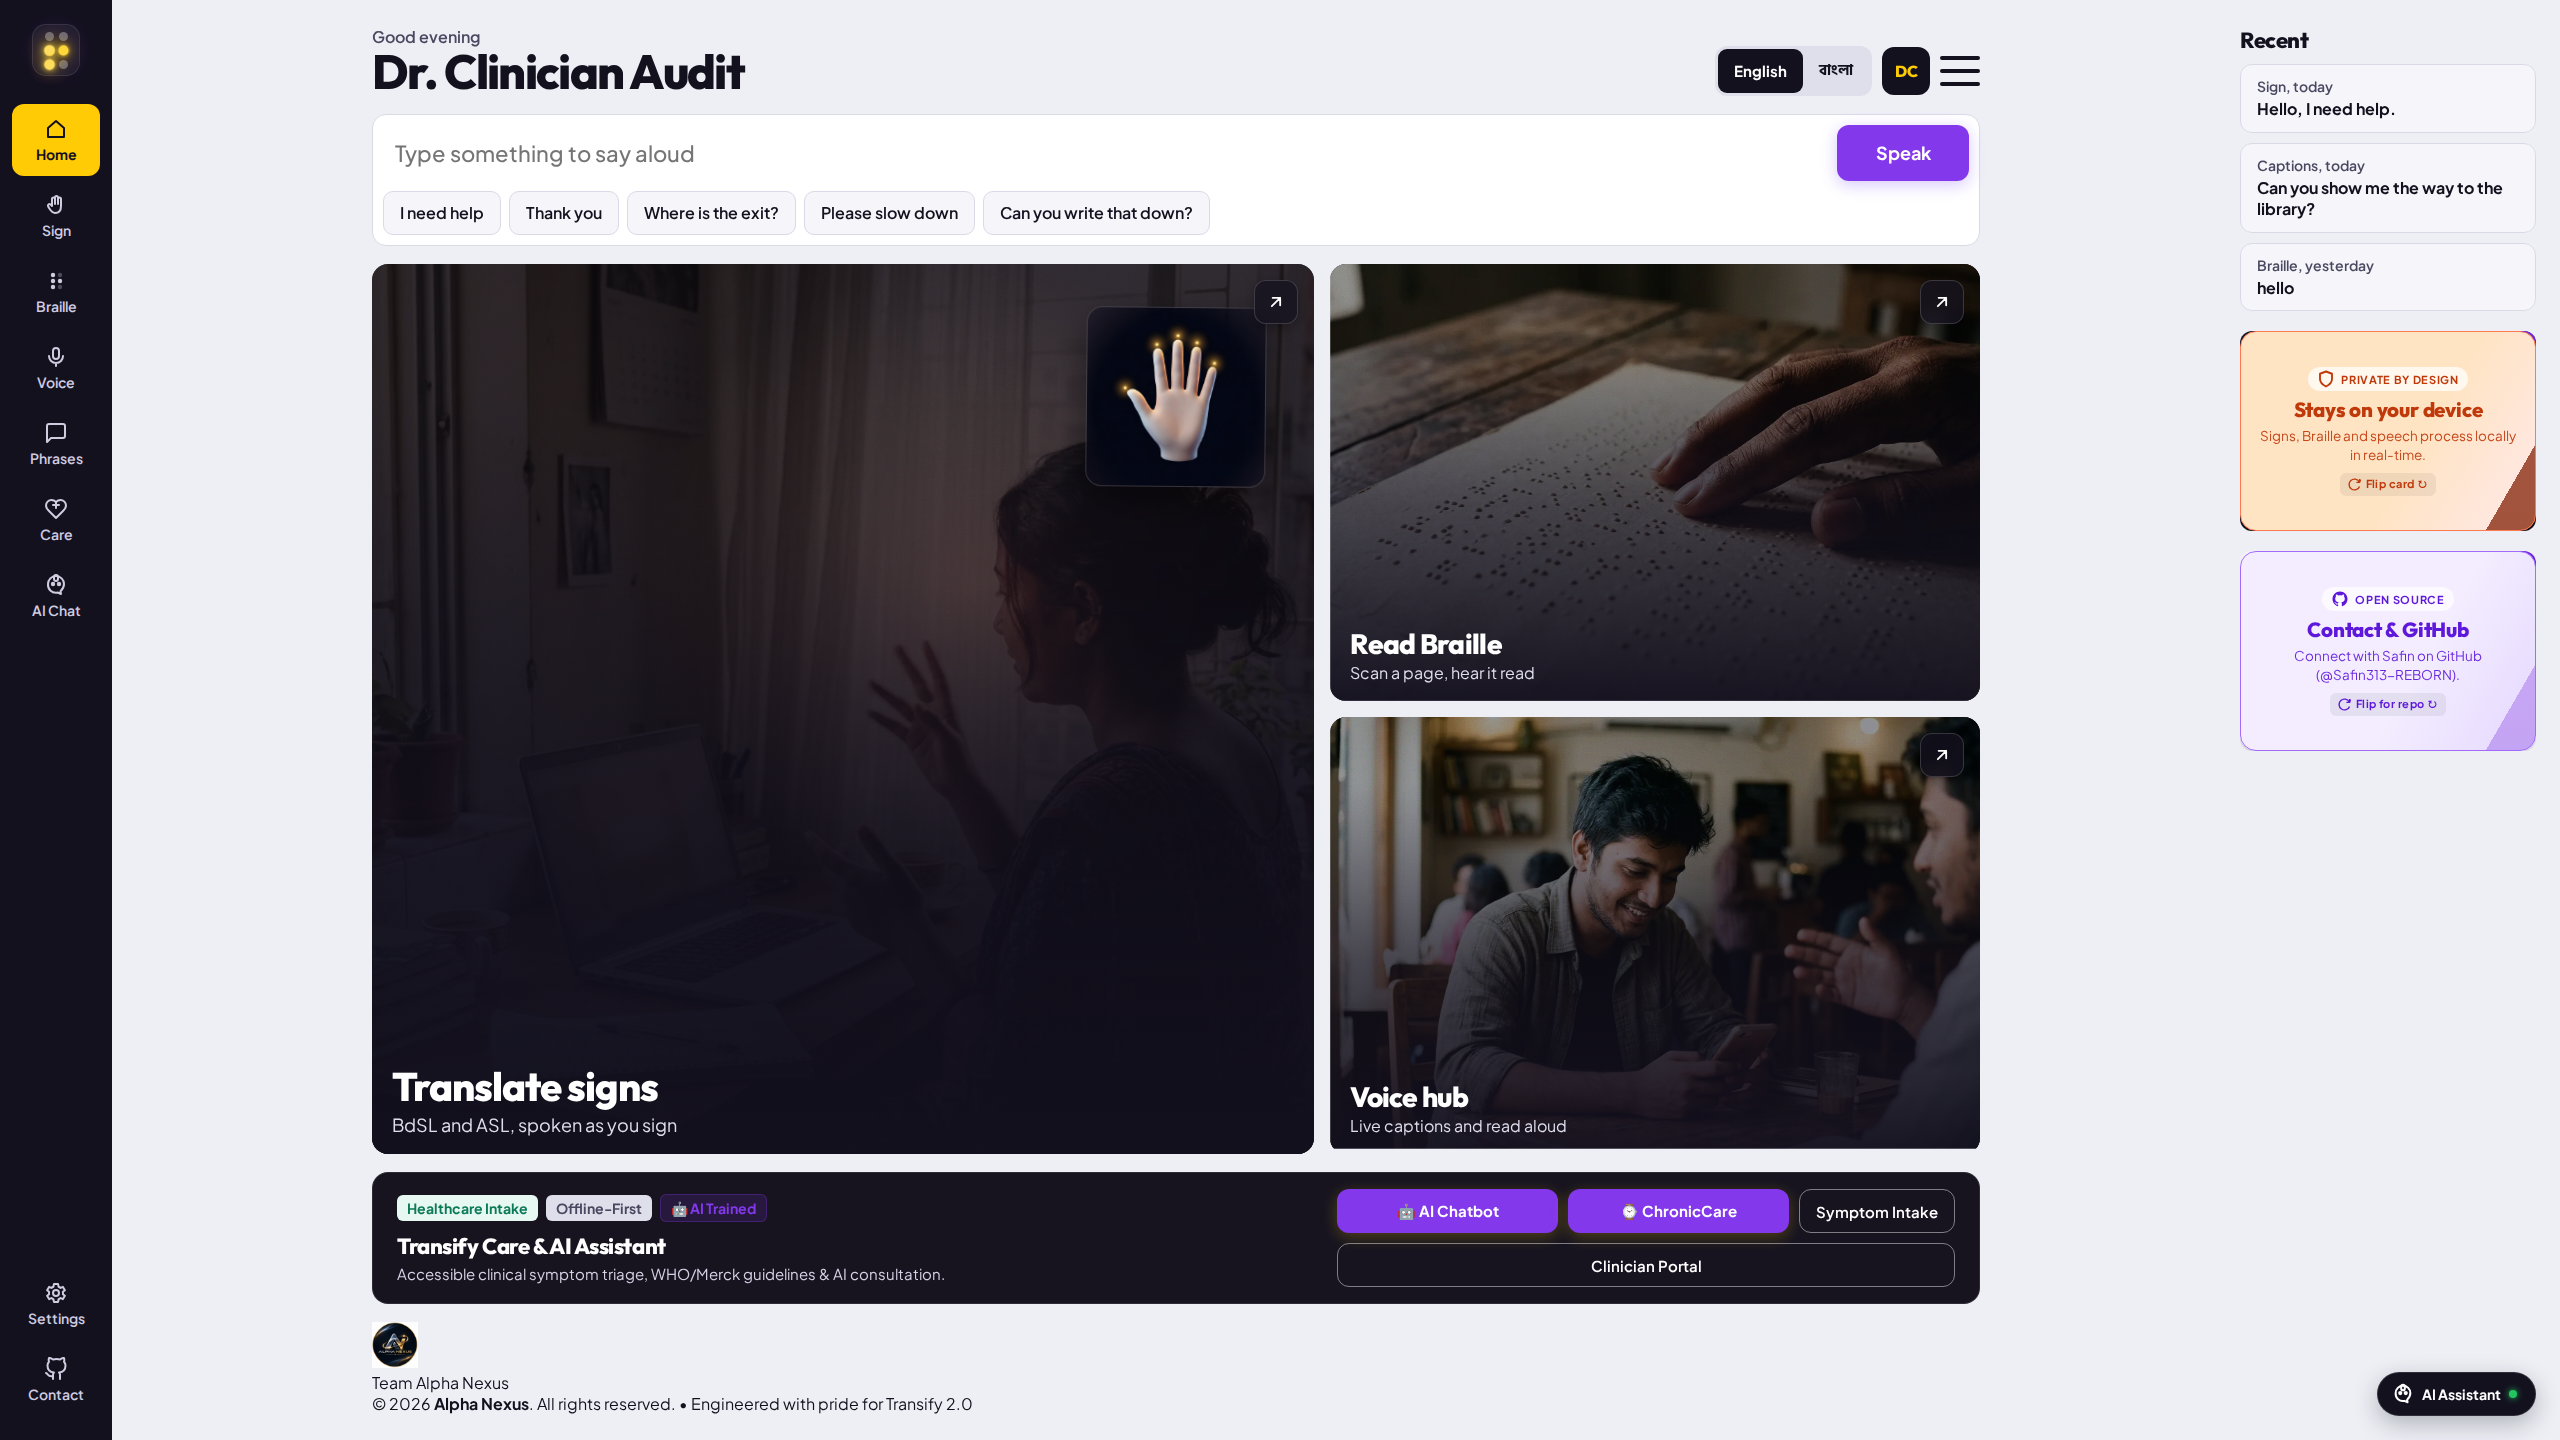 Home
Sign
Braille
Voice
Phrases
Care
AI Chat
Settings
Contact
Good evening
Dr. Clinician Audit
English
বাংলা
DC
Type something to say aloud
Speak
I need help
Thank you
Where is the exit?
Please slow down
Can you write that down?
Translate signs
BdSL and ASL, spoken as you sign
Read Braille
Scan a page, hear it read
Voice hub
Live captions and read aloud
Healthcare Intake
Offline-First
AI Trained
Transify Care & AI Assistant
Accessible clinical symptom triage, WHO/Merck guidelines & AI consultation.
AI Chatbot
ChronicCare
Symptom Intake
Clinician Portal
Team Alpha Nexus
© 2026 Alpha Nexus. All rights reserved. • Engineered with pride for Transify 2.0
Recent
Sign, today
Hello, I need help.
Captions, today
Can you show me the way to the
library?
Braille, yesterday
hello
PRIVATE BY DESIGN
Stays on your device
Signs, Braille and speech process locally
in real-time.
Flip card ↻
OPEN SOURCE
Contact & GitHub
Connect with Safin on GitHub
(@Safin313-REBORN).
Flip for repo ↻
AI Assistant